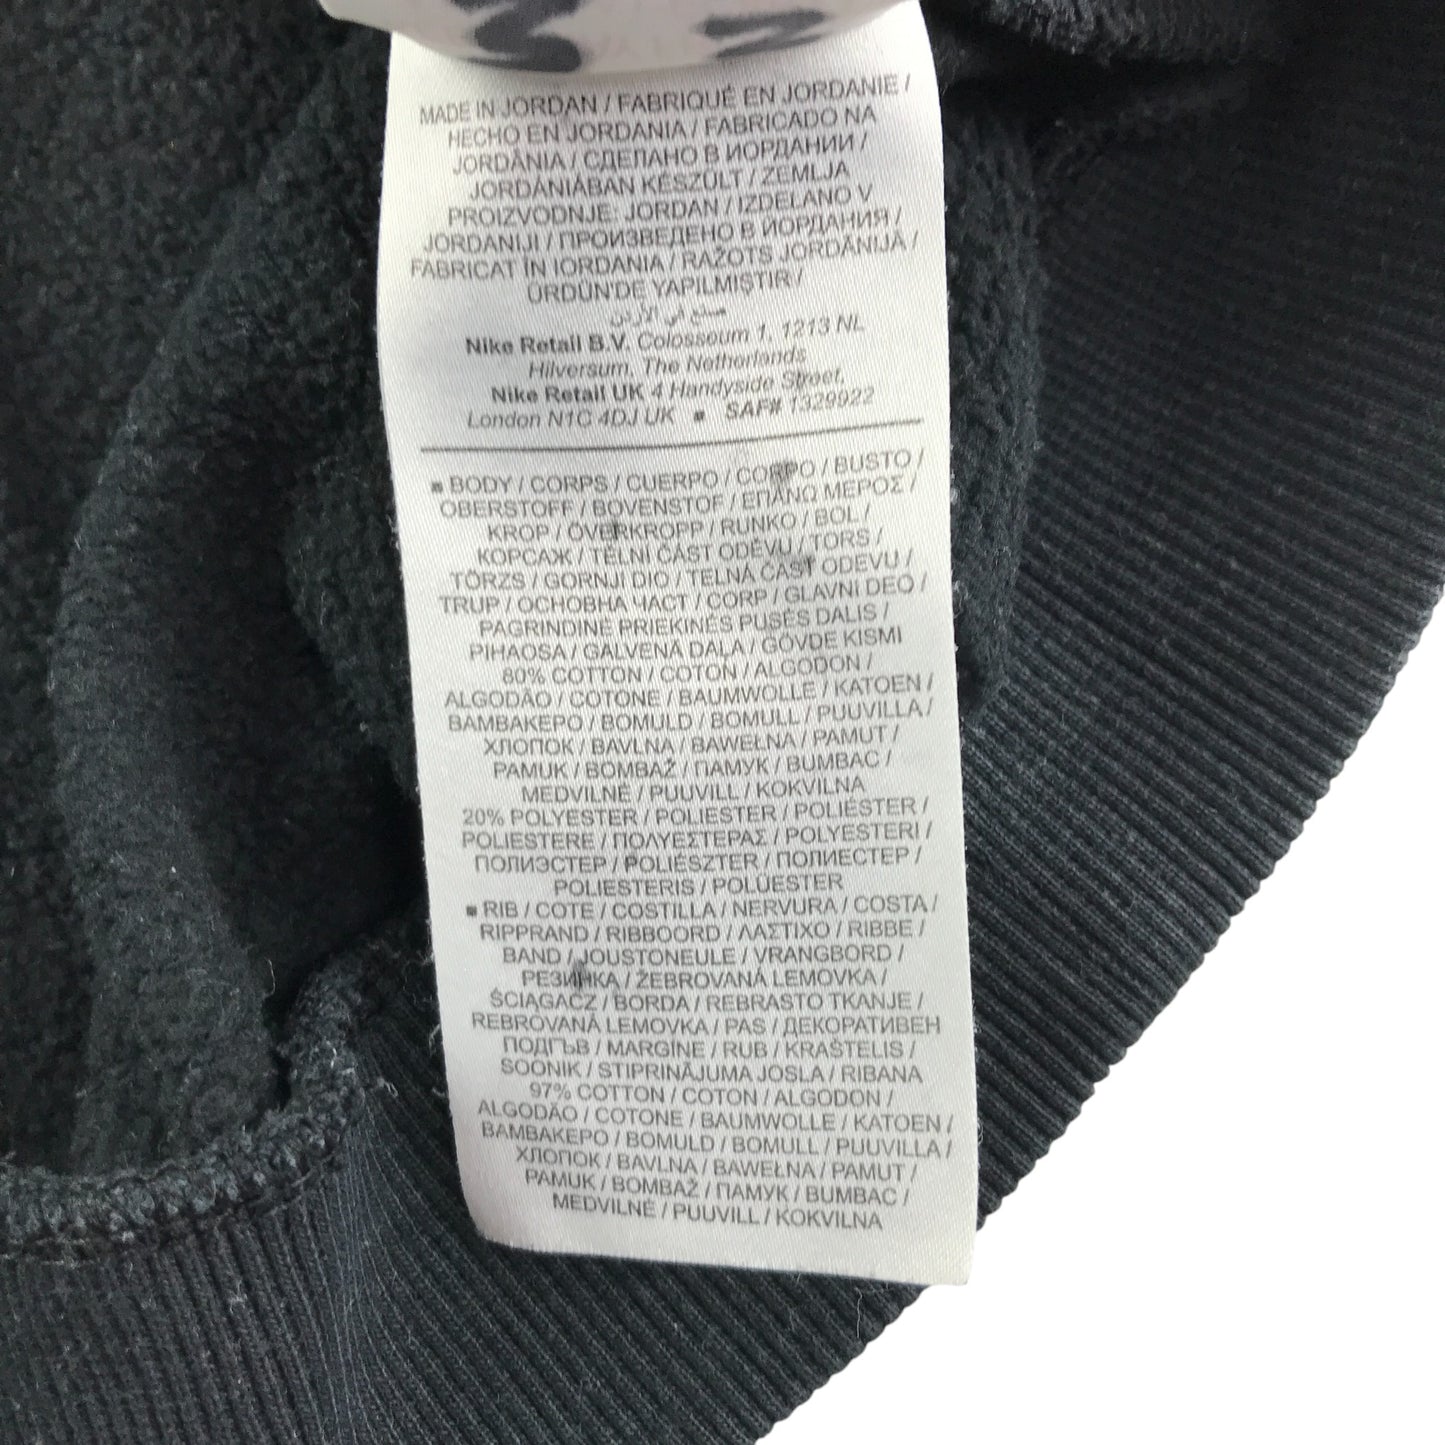 MADE IN JORDAN / FABRIQUÉ EN JORDANIE /
HECHO EN JORDANIA / FABRICADO NA
JORDÂNIA / СДЕЛАНО В ИОРДАНИИ /
JORDÁNIÁBAN KÉSZÜLT / ZEMLJA
PROIZVODNJE: JORDAN / IZDELANO V
JORDANIJI / ПРОИЗВЕДЕНО В ЙОРДАНИЯ /
FABRICAT ÎN IORDANIA / RAŽOTS JORDĀNIJĀ /
ÜRDÜN'DE YAPILMIŞTIR /
صنع في الأردن
Nike Retail B.V. Colosseum 1, 1213 NL
Hilversum, The Netherlands
Nike Retail UK 4 Handyside Street,
London N1C 4DJ UK ▪ SAF# 1329922
▪ BODY / CORPS / CUERPO / CORPO / BUSTO /
OBERSTOFF / BOVENSTOF / ΕΠΑΝΩ ΜΕΡΟΣ /
KROP / ÖVERKROPP / RUNKO / BOL /
КОРСАЖ / TĚLNÍ ČÁST ODĚVU / TORS /
TÖRZS / GORNJI DIO / TELNÁ ČASŤ ODEVU /
TRUP / ОСНОВНА ЧАСТ / CORP / GLAVNI DEO /
PAGRINDINĖ PRIEKINĖS PUSĖS DALIS /
PIHAOSA / GALVENĀ DAĻA / GÖVDE KISMI
80% COTTON / COTON / ALGODON /
ALGODÃO / COTONE / BAUMWOLLE / KATOEN /
ΒΑΜΒΑΚΕΡΟ / BOMULD / BOMULL / PUUVILLA /
ХЛОПОК / BAVLNA / BAWEŁNA / PAMUT /
PAMUK / BOMBAŽ / ПАМУК / BUMBAC /
MEDVILNĖ / PUUVILL / KOKVILNA
20% POLYESTER / POLIESTER / POLIÉSTER /
POLIESTERE / ΠΟΛΥΕΣΤΕΡΑΣ / POLYESTERI /
ПОЛИЭСТЕР / POLIÉSZTER / ПОЛИЕСТЕР /
POLIESTERIS / POLÜESTER
▪ RIB / COTE / COSTILLA / NERVURA / COSTA /
RIPPRAND / RIBBOORD / ΛΑΣΤΙΧΟ / RIBBE /
BAND / JOUSTONEULE / VRANGBORD /
РЕЗИНКА / ŽEBROVANÁ LEMOVKA /
ŚCIĄGACZ / BORDA / REBRASTO TKANJE /
REBROVANÁ LEMOVKA / PAS / ДЕКОРАТИВЕН
ПОДГЪВ / MARGINE / RUB / KRAŠTELIS /
SOONIK / STIPRINĀJUMA JOSLA / RIBANA
97% COTTON / COTON / ALGODON /
ALGODÃO / COTONE / BAUMWOLLE / KATOEN /
ΒΑΜΒΑΚΕΡΟ / BOMULD / BOMULL / PUUVILLA /
ХЛОПОК / BAVLNA / BAWEŁNA / PAMUT /
PAMUK / BOMBAŽ / ПАМУК / BUMBAC /
MEDVILNĖ / PUUVILL / KOKVILNA